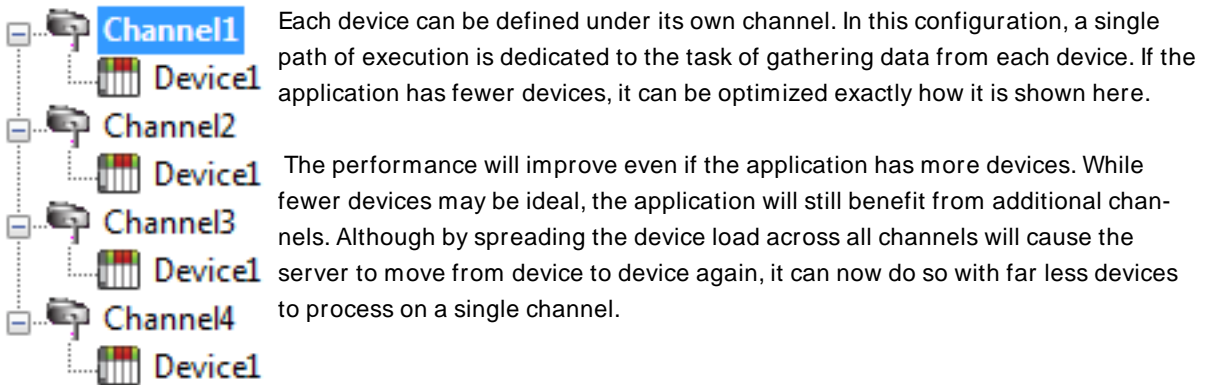 Channel1
Device1
Channel2
Device1
Channel3
Device1
Channel4
Device1
Each device can be defined under its own channel. In this configuration, a single
path of execution is dedicated to the task of gathering data from each device. If the
application has fewer devices, it can be optimized exactly how it is shown here.
The performance will improve even if the application has more devices. While
fewer devices may be ideal, the application will still benefit from additional chan-
nels. Although by spreading the device load across all channels will cause the
server to move from device to device again, it can now do so with far less devices
to process on a single channel.